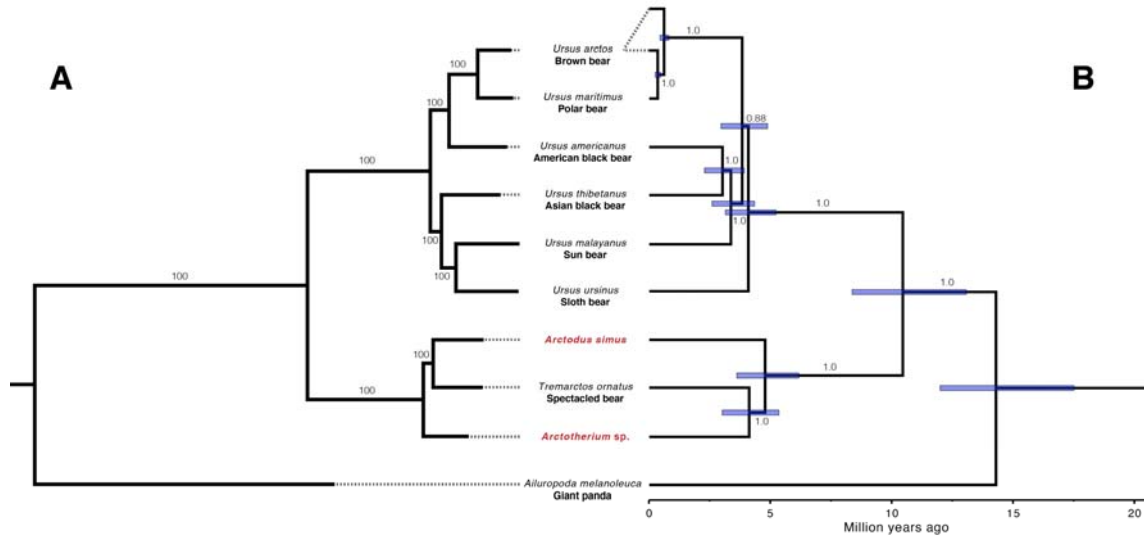 A
B
Ursus arctos
Brown bear
Ursus maritimus
Polar bear
Ursus americanus
American black bear
Ursus thibetanus
Asian black bear
Ursus malayanus
Sun bear
Ursus ursinus
Sloth bear
Arctodus simus
Tremarctos ornatus
Spectacled bear
Arctotherium sp.
Ailuropoda melanoleuca
Giant panda
100
100
100
100
100
100
100
100
1.0
1.0
0.88
1.0
1.0
1.0
1.0
1.0
1.0
0 5 10 15 20
Million years ago